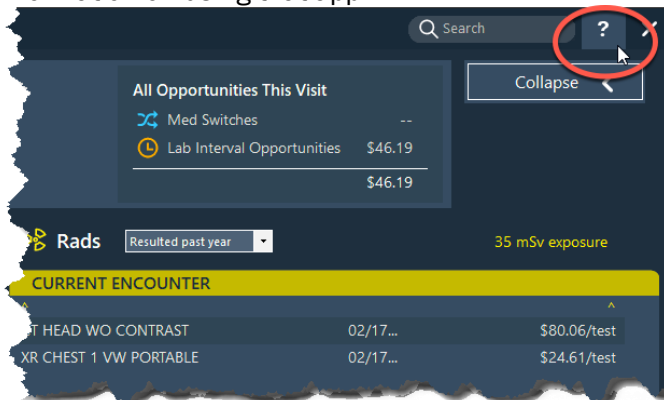 Search ?
Collapse
All Opportunities This Visit
Med Switches --
Lab Interval Opportunities $46.19
$46.19
Rads Resulted past year 35 mSv exposure
CURRENT ENCOUNTER
HEAD WO CONTRAST 02/17... $80.06/test
XR CHEST 1 VW PORTABLE 02/17... $24.61/test